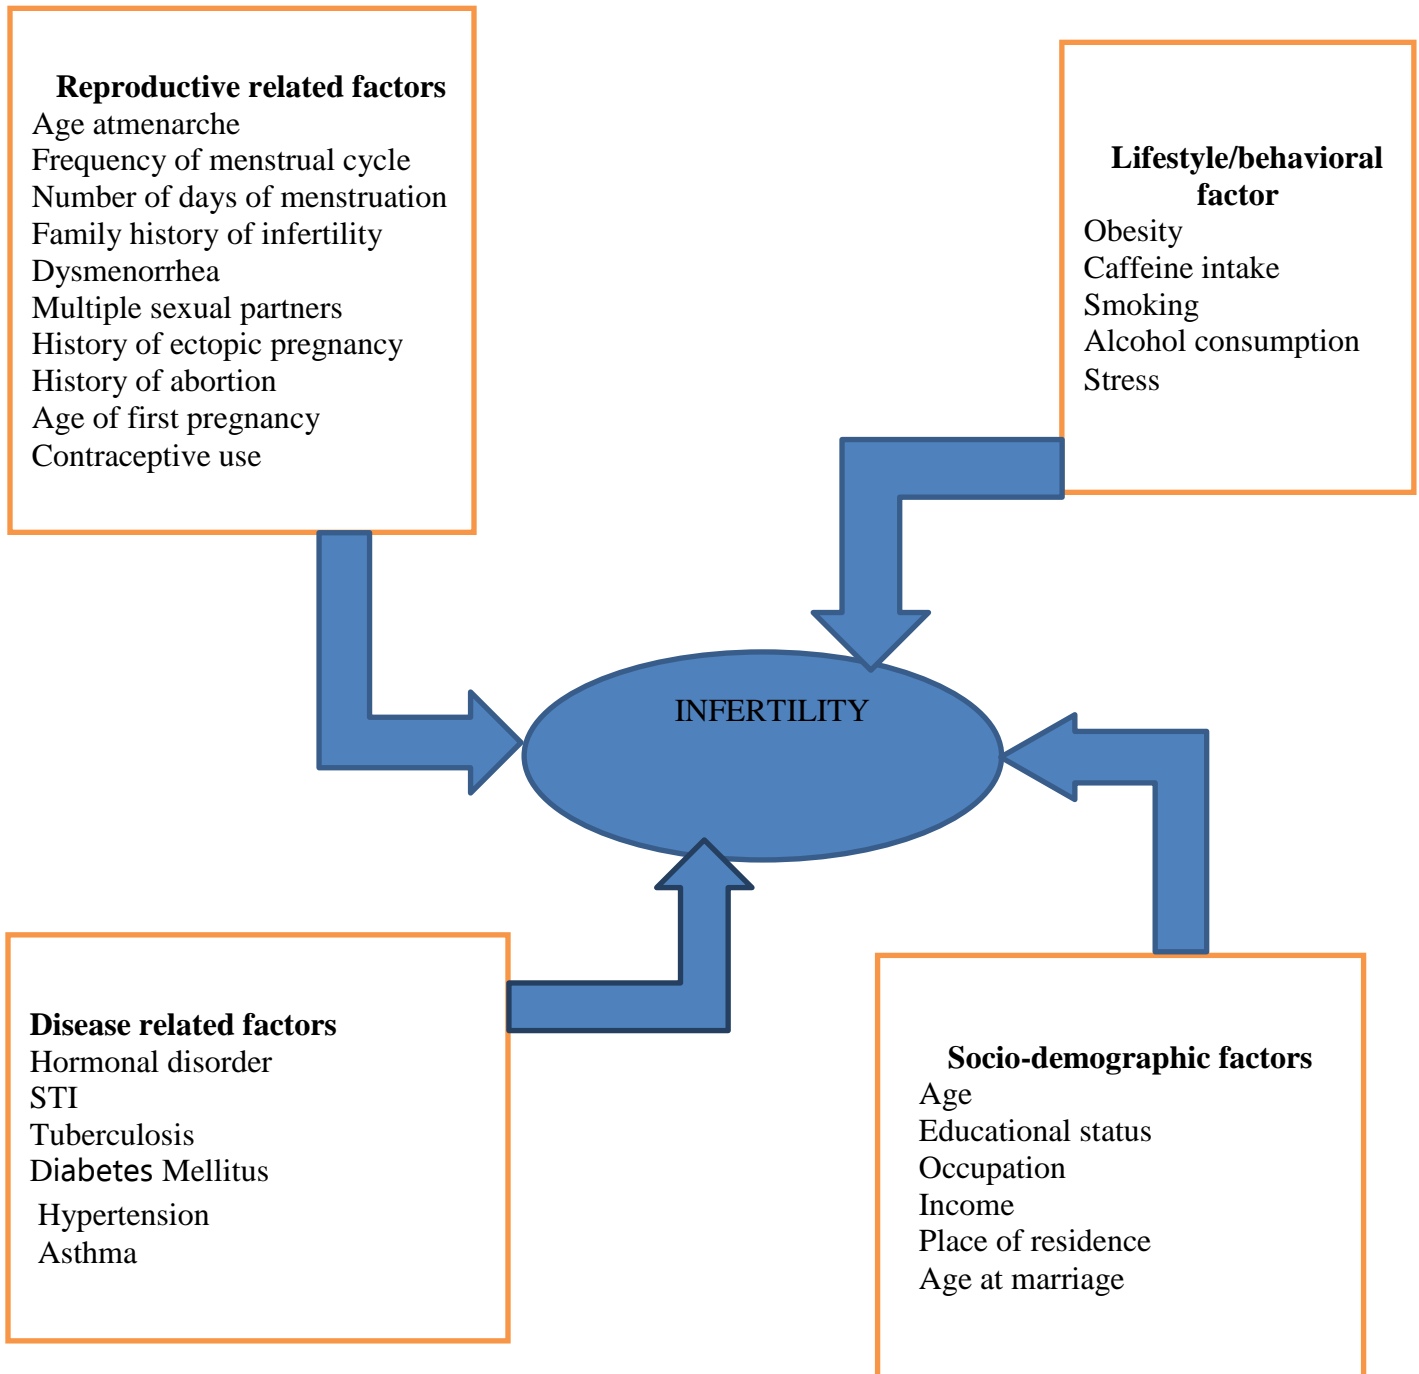 Reproductive related factors
Age atmenarche
Frequency of menstrual cycle
Number of days of menstruation
Family history of infertility
Dysmenorrhea
Multiple sexual partners
History of ectopic pregnancy
History of abortion
Age of first pregnancy
Contraceptive use
Lifestyle/behavioral
factor
Obesity
Caffeine intake
Smoking
Alcohol consumption
Stress
INFERTILITY
Disease related factors
Hormonal disorder
STI
Tuberculosis
Diabetes Mellitus
Hypertension
Asthma
Socio-demographic factors
Age
Educational status
Occupation
Income
Place of residence
Age at marriage